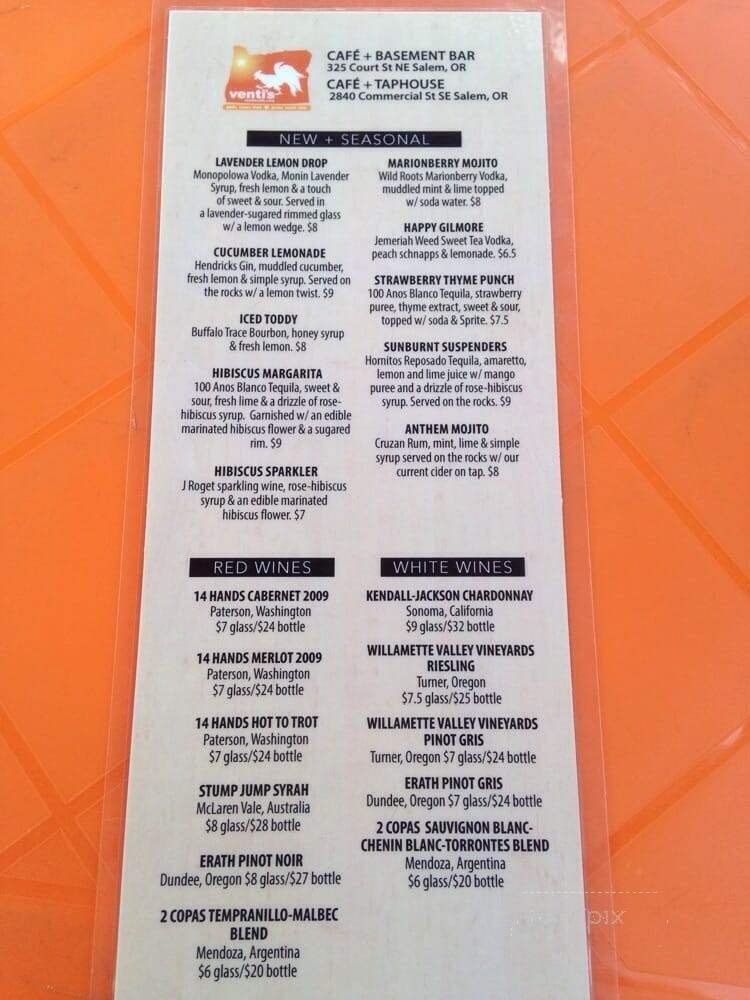 venti's
CAFÉ + BASEMENT BAR
325 Court St NE Salem, OR
CAFÉ + TAPHOUSE
2840 Commercial St SE Salem, OR
NEW + SEASONAL
LAVENDER LEMON DROP
Monopolowa Vodka, Monin Lavender
Syrup, fresh lemon & a touch
of sweet & sour. Served in
a lavender-sugared rimmed glass
w/ a lemon wedge. $8
CUCUMBER LEMONADE
Hendricks Gin, muddled cucumber,
fresh lemon & simple syrup. Served on
the rocks w/ a lemon twist. $9
ICED TODDY
Buffalo Trace Bourbon, honey syrup
& fresh lemon. $8
HIBISCUS MARGARITA
100 Anos Blanco Tequila, sweet &
sour, fresh lime & a drizzle of rose-
hibiscus syrup. Garnished w/ an edible
marinated hibiscus flower & a sugared
rim. $9
HIBISCUS SPARKLER
J Roget sparkling wine, rose-hibiscus
syrup & an edible marinated
hibiscus flower. $7
MARIONBERRY MOJITO
Wild Roots Marionberry Vodka,
muddled mint & lime topped
w/ soda water. $8
HAPPY GILMORE
Jemeriah Weed Sweet Tea Vodka,
peach schnapps & lemonade. $6.5
STRAWBERRY THYME PUNCH
100 Anos Blanco Tequila, strawberry
puree, thyme extract, sweet & sour,
topped w/ soda & Sprite. $7.5
SUNBURNT SUSPENDERS
Hornitos Reposado Tequila, amaretto,
lemon and lime juice w/ mango
puree and a drizzle of rose-hibiscus
syrup. Served on the rocks. $9
ANTHEM MOJITO
Cruzan Rum, mint, lime & simple
syrup served on the rocks w/ our
current cider on tap. $8
RED WINES
14 HANDS CABERNET 2009
Paterson, Washington
$7 glass/$24 bottle
14 HANDS MERLOT 2009
Paterson, Washington
$7 glass/$24 bottle
14 HANDS HOT TO TROT
Paterson, Washington
$7 glass/$24 bottle
STUMP JUMP SYRAH
McLaren Vale, Australia
$8 glass/$28 bottle
ERATH PINOT NOIR
Dundee, Oregon $8 glass/$27 bottle
2 COPAS TEMPRANILLO-MALBEC
BLEND
Mendoza, Argentina
$6 glass/$20 bottle
WHITE WINES
KENDALL-JACKSON CHARDONNAY
Sonoma, California
$9 glass/$32 bottle
WILLAMETTE VALLEY VINEYARDS
RIESLING
Turner, Oregon
$7.5 glass/$25 bottle
WILLAMETTE VALLEY VINEYARDS
PINOT GRIS
Turner, Oregon $7 glass/$24 bottle
ERATH PINOT GRIS
Dundee, Oregon $7 glass/$24 bottle
2 COPAS SAUVIGNON BLANC-
CHENIN BLANC-TORRONTES BLEND
Mendoza, Argentina
$6 glass/$20 bottle